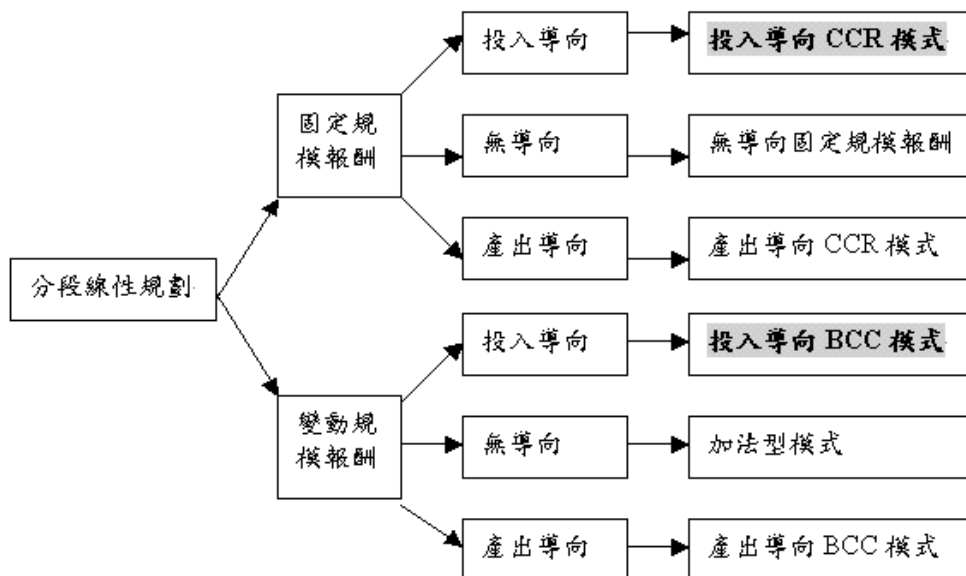 投入導向
投入導向 CCR 模式
固定規
模報酬
無導向
無導向固定規模報酬
產出導向
產出導向 CCR 模式
分段線性規劃
投入導向
投入導向 BCC 模式
變動規
模報酬
無導向
加法型模式
產出導向
產出導向 BCC 模式